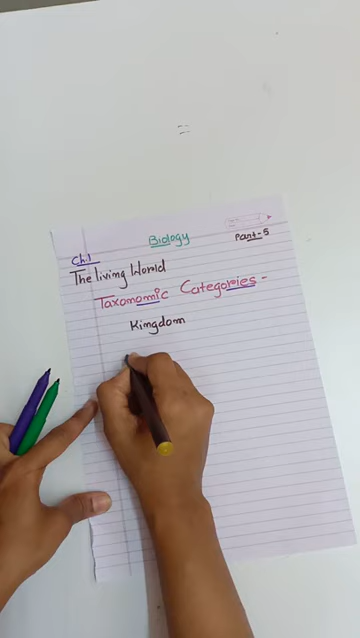 Biology
Part-5
Ch:1
The living World
Taxonomic Categories -
Kingdom